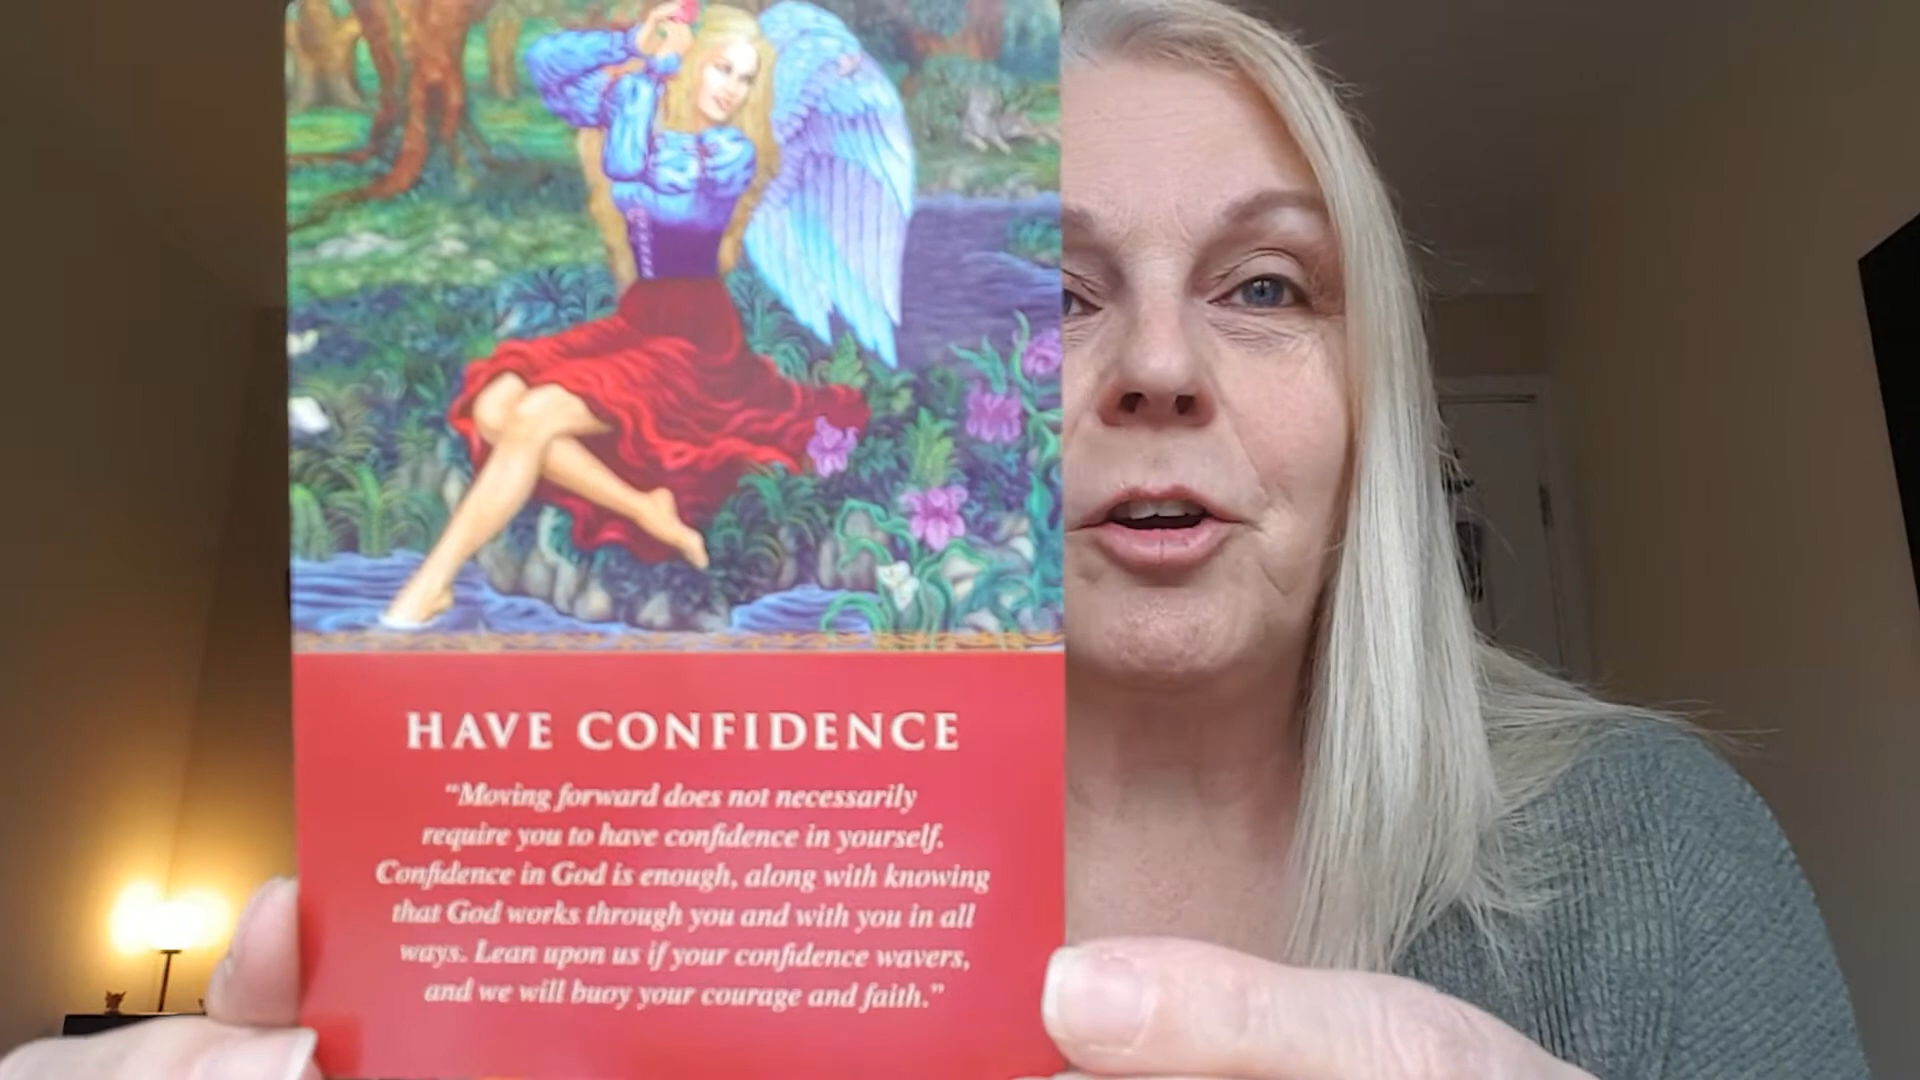 HAVE CONFIDENCE
“Moving forward does not necessarily
require you to have confidence in yourself.
Confidence in God is enough, along with knowing
that God works through you and with you in all
ways. Lean upon us if your confidence wavers,
and we will buoy your courage and faith.”